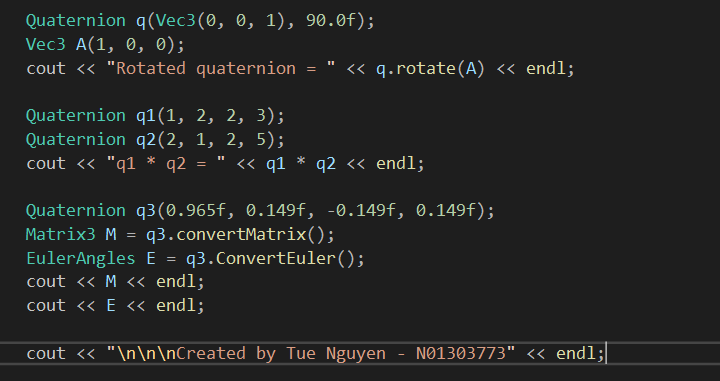 Quaternion q(Vec3(0, 0, 1), 90.0f);
Vec3 A(1, 0, 0);
cout << "Rotated quaternion = " << q.rotate(A) << endl;
Quaternion q1(1, 2, 2, 3);
Quaternion q2(2, 1, 2, 5);
cout << "q1 * q2 = " << q1 * q2 << endl;
Quaternion q3(0.965f, 0.149f, -0.149f, 0.149f);
Matrix3 M = q3.convertMatrix();
EulerAngles E = q3.ConvertEuler();
cout << M << endl;
cout << E << endl;
cout << "\n\n\nCreated by Tue Nguyen - N01303773" << endl;